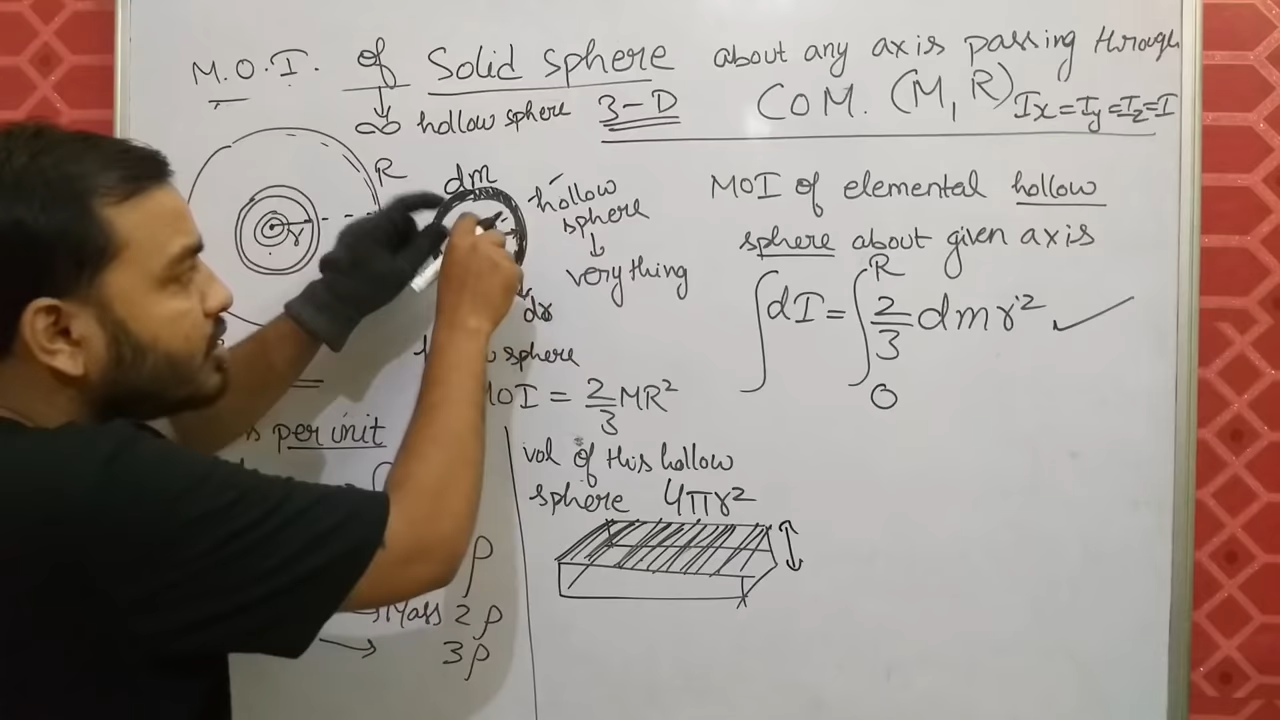 M.O.I. of Solid sphere about any axis passing through
∞ hollow sphere 3-D COM. (M, R) Ix=Iy=Iz=I
R
dm
r
hollow
sphere
very thing
dr
sphere
MOI = 2/3 MR²
per unit
vol of this hollow
sphere 4πr²
ρ
Mass 2ρ
3ρ
MOI of elemental hollow
sphere about given axis
∫dI = ∫₀ᴿ 2/3 dmr² ✓